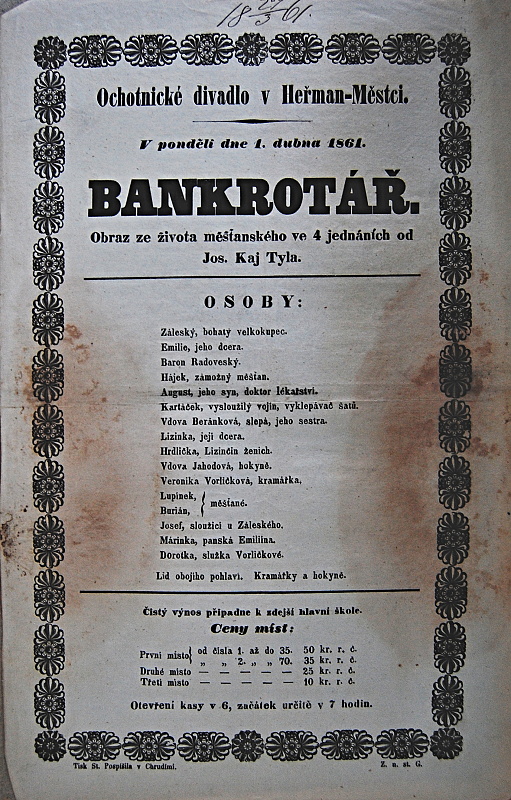 18 61.
3
Ochotnické divadlo v Heřman-Městci.
V pondělí dne 1. dubna 1861.
BANKROTÁŘ.
Obraz ze života měšťanského ve 4 jednáních od
Jos. Kaj Tyla.
OSOBY:
Záleský, bohatý velkokupec.
Emilie, jeho dcera.
Baron Radoveský.
Hájek, zámožný měšťan.
August, jeho syn, doktor lékařství.
Kartáček, vysloužilý vojín, vyklepávač šatů.
Vdova Beránková, slepá, jeho sestra.
Lizinka, její dcera.
Hrdlička, Lizinčin ženich.
Vdova Jahodová, hokyně.
Veronika Vorličková, kramářka.
Lupínek,
Burián, } měšťané.
Josef, sloužící u Záleského.
Márinka, panská Emiliina.
Dorotka, služka Vorličkové.
Lid obojího pohlaví. Kramářky a hokyně.
Čistý výnos připadne k zdejší hlavní škole.
Ceny míst:
První místo { od čísla 1. až do 35. 50 kr. r. č.
„ „ 2. „ „ 70. 35 kr. r. č.
Druhé místo — — — — — 25 kr. r. č.
Třetí místo — — — — — 10 kr. r. č.
Otevření kasy v 6, začátek určitě v 7 hodin.
Tisk St. Pospíšila v Chrudimi. Z. a. st. G.